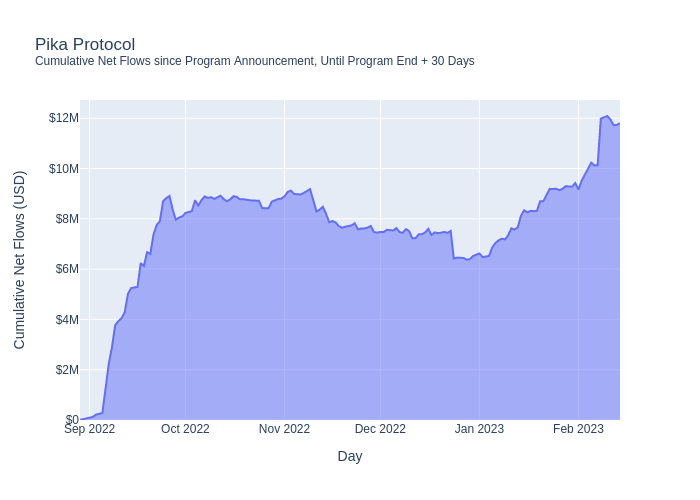 Pika Protocol
Cumulative Net Flows since Program Announcement, Until Program End + 30 Days
Cumulative Net Flows (USD)
$12M
$10M
$8M
$6M
$4M
$2M
$0
Sep 2022
Oct 2022
Nov 2022
Dec 2022
Jan 2023
Feb 2023
Day